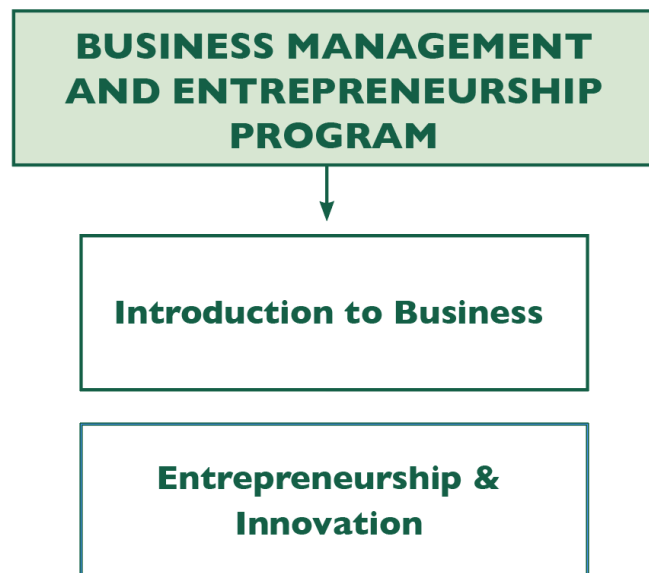 BUSINESS MANAGEMENT
AND ENTREPRENEURSHIP
PROGRAM
Introduction to Business
Entrepreneurship &
Innovation